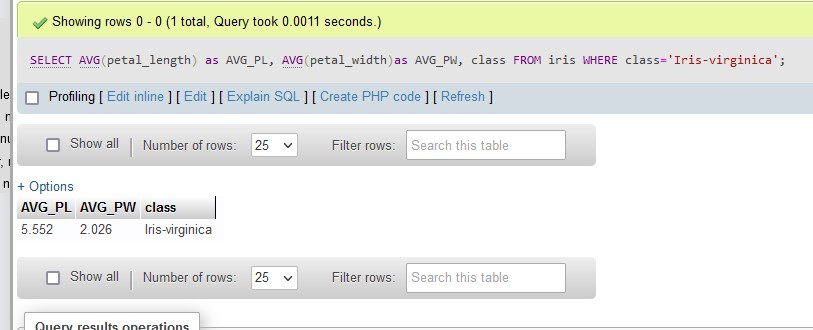 Showing rows 0 - 0 (1 total, Query took 0.0011 seconds.)
SELECT AVG(petal_length) as AVG_PL, AVG(petal_width)as AVG_PW, class FROM iris WHERE class='Iris-virginica';
Profiling [ Edit inline ] [ Edit ] [ Explain SQL ] [ Create PHP code ] [ Refresh ]
Show all | Number of rows: 25 Filter rows: Search this table
+ Options
AVG_PL AVG_PW class
5.552 2.026 Iris-virginica
Show all | Number of rows: 25 Filter rows: Search this table
Query results operations